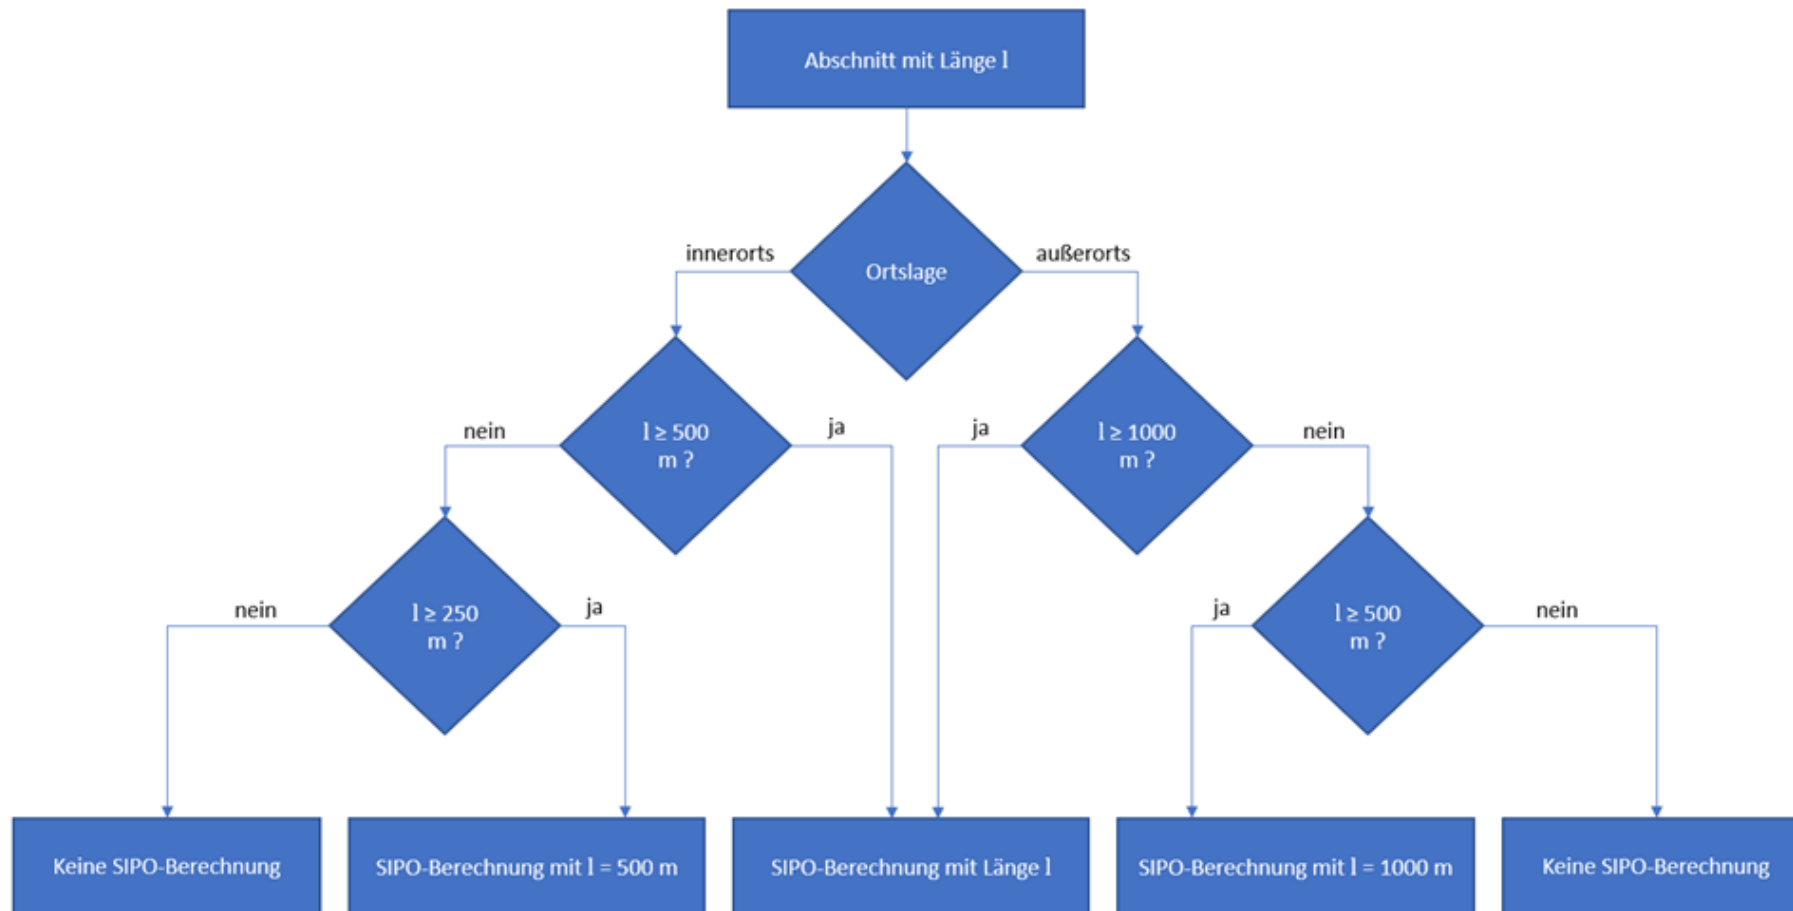 Abschnitt mit Länge l
innerorts
außerorts
Ortslage
nein
l ≥ 500
m ?
ja
ja
l ≥ 1000
m ?
nein
nein
l ≥ 250
m ?
ja
ja
l ≥ 500
m ?
nein
Keine SIPO-Berechnung
SIPO-Berechnung mit l = 500 m
SIPO-Berechnung mit Länge l
SIPO-Berechnung mit l = 1000 m
Keine SIPO-Berechnung